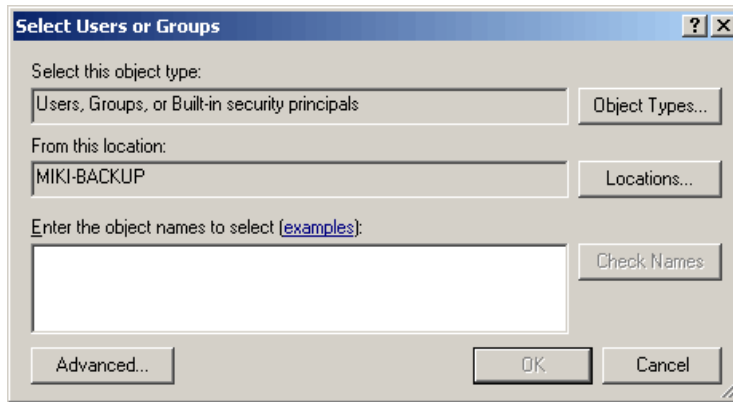 Select Users or Groups
Select this object type:
Users, Groups, or Built-in security principals
Object Types...
From this location:
MIKI-BACKUP
Locations...
Enter the object names to select (examples):
Check Names
Advanced...
OK
Cancel